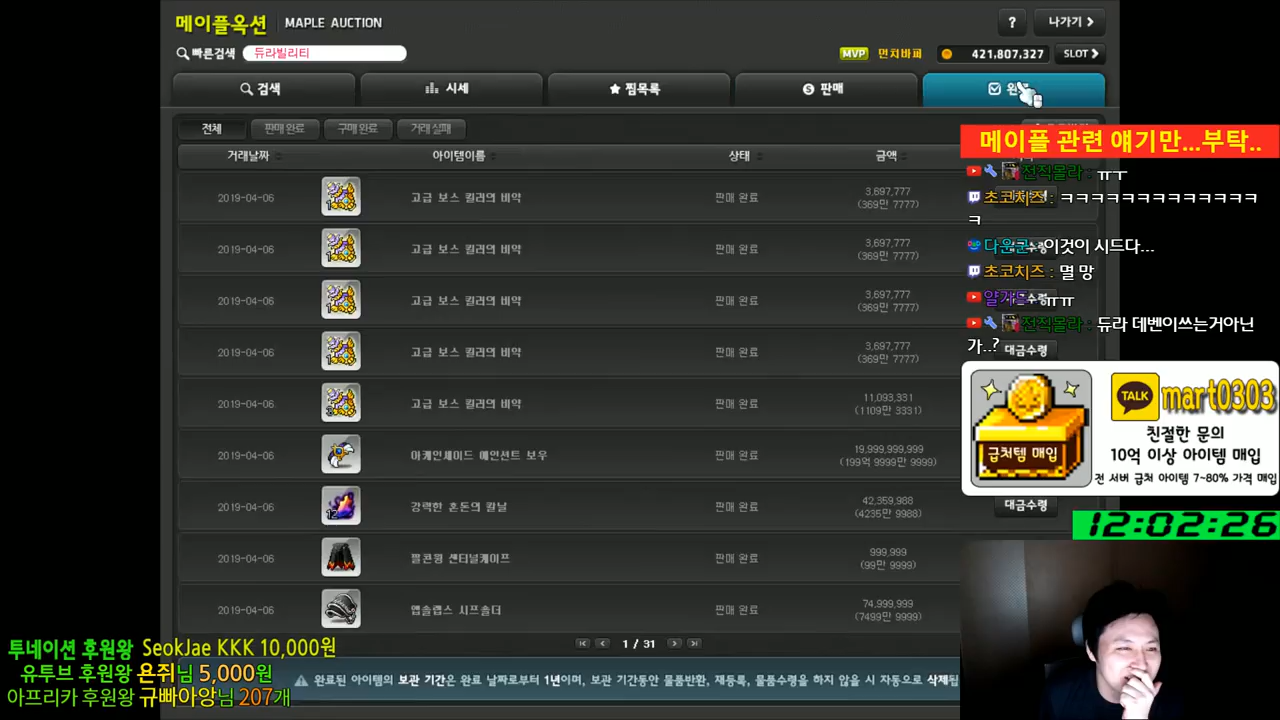 메이플옥션 MAPLE AUCTION
? 나가기
빠른검색 듀라빌리티
MVP 먼치바페 421,807,327 SLOT
검색 시세 찜목록 판매
전체 판매 완료 구매 완료 거래 실패
거래날짜 아이템이름 상태 금액
2019-04-06 1 고급 보스 킬러의 비약 판매 완료 3,697,777
(369만 7777)
2019-04-06 1 고급 보스 킬러의 비약 판매 완료 3,697,777
(369만 7777)
2019-04-06 1 고급 보스 킬러의 비약 판매 완료 3,697,777
(369만 7777)
2019-04-06 1 고급 보스 킬러의 비약 판매 완료 3,697,777
(369만 7777)
대금수령
2019-04-06 고급 보스 킬러의 비약 판매 완료 11,093,331
(1109만 3331)
2019-04-06 아케인셰이드 에인션트 보우 판매 완료 19,999,999,999
(199억 9999만 9999)
2019-04-06 12 강력한 혼돈의 칼날 판매 완료 42,359,988
(4235만 9988)
대금수령
2019-04-06 팔콘윙 센티널케이프 판매 완료 999,999
(99만 9999)
2019-04-06 앱솔랩스 시프숄더 판매 완료 74,999,999
(7499만 9999)
1 / 31
완료된 아이템의 보관 기간은 완료 날짜로부터 1년이며, 보관 기간동안 물품반환, 재등록, 물품수령을 하지 않을 시 자동으로 삭제됩
메이플 관련 얘기만...부탁..
전직몰라 : ㅠㅠ
초코치즈 : ㅋㅋㅋㅋㅋㅋㅋㅋㅋㅋㅋㅋㅋ
ㅋ
다운군 이것이 시드다...
초코치즈 : 멸 망
ㅠㅠ
전직몰라 : 듀라 데벤이쓰는거아닌
가..?
급처템 매입
TALK mart0303
친절한 문의
10억 이상 아이템 매입
전 서버 급처 아이템 7~80% 가격 매입
12:02:26
투네이션 후원왕 SeokJae KKK 10,000원
유투브 후원왕 욘쥐님 5,000원
아프리카 후원왕 규빠아앙님 207개